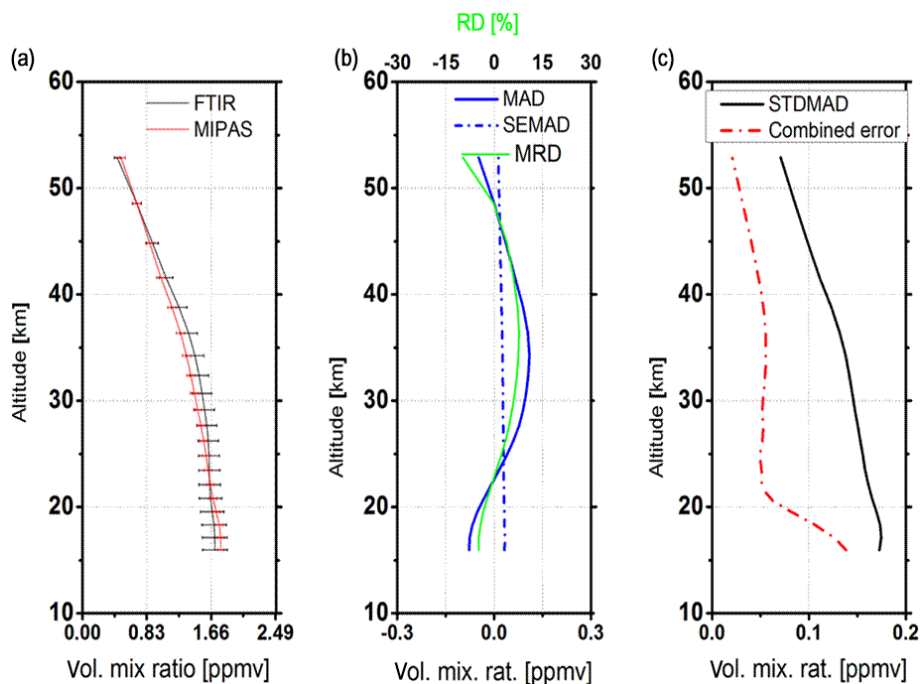 RD [%]
(a)
(b)
-30 -15 0 15 30
(c)
60
50
40
30
20
10
Altitude [km]
FTIR
MIPAS
0.00 0.83 1.66 2.49
Vol. mix ratio [ppmv]
60
50
40
30
20
10
Altitude [km]
MAD
SEMAD
MRD
-0.3 0.0 0.3
Vol. mix. rat. [ppmv]
60
50
40
30
20
10
Altitude [km]
STDMAD
Combined error
0.0 0.1 0.2
Vol. mix. rat. [ppmv]